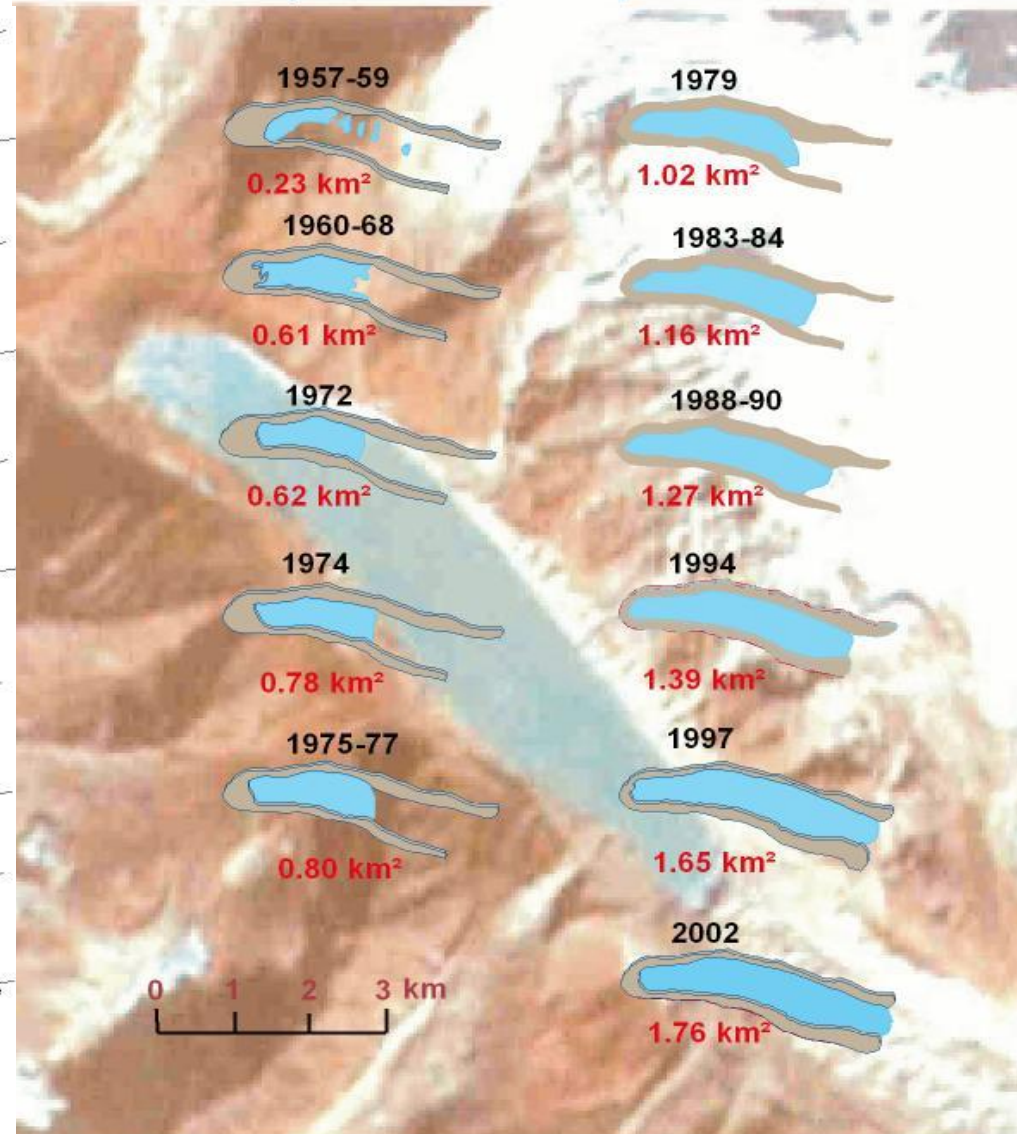 1957-59
0.23 km²
1960-68
0.61 km²
1972
0.62 km²
1974
0.78 km²
1975-77
0.80 km²
1979
1.02 km²
1983-84
1.16 km²
1988-90
1.27 km²
1994
1.39 km²
1997
1.65 km²
2002
1.76 km²
0 1 2 3 km